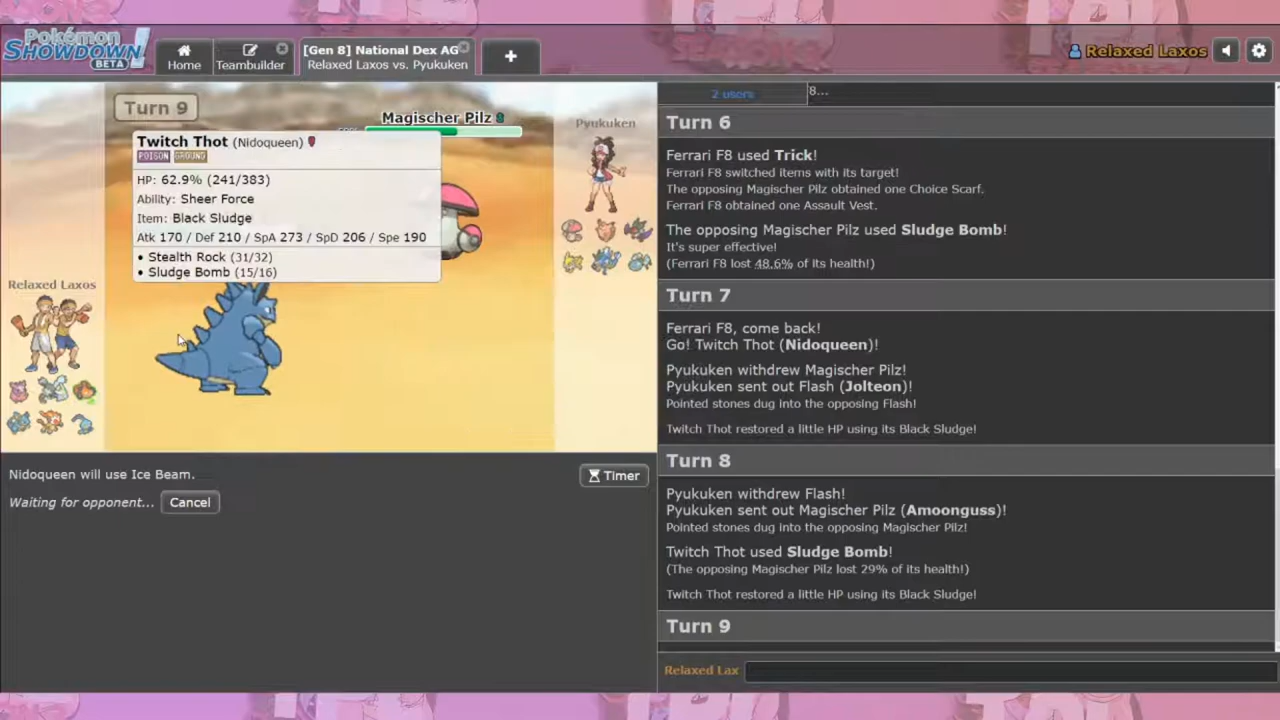 Pokémon
SHOWDOWN!
BETA
Home
Teambuilder
[Gen 8] National Dex AG
Relaxed Laxos vs. Pyukuken
+
Relaxed Laxos
Turn 9
Magischer Pilz
Twitch Thot (Nidoqueen)
POISON GROUND
HP: 62.9% (241/383)
Ability: Sheer Force
Item: Black Sludge
Atk 170 / Def 210 / SpA 273 / SpD 206 / Spe 190
• Stealth Rock (31/32)
• Sludge Bomb (15/16)
Pyukuken
Relaxed Laxos
Nidoqueen will use Ice Beam.
Timer
Waiting for opponent... Cancel
2 users
8...
Turn 6
Ferrari F8 used Trick!
Ferrari F8 switched items with its target!
The opposing Magischer Pilz obtained one Choice Scarf.
Ferrari F8 obtained one Assault Vest.
The opposing Magischer Pilz used Sludge Bomb!
It's super effective!
(Ferrari F8 lost 48.6% of its health!)
Turn 7
Ferrari F8, come back!
Go! Twitch Thot (Nidoqueen)!
Pyukuken withdrew Magischer Pilz!
Pyukuken sent out Flash (Jolteon)!
Pointed stones dug into the opposing Flash!
Twitch Thot restored a little HP using its Black Sludge!
Turn 8
Pyukuken withdrew Flash!
Pyukuken sent out Magischer Pilz (Amoonguss)!
Pointed stones dug into the opposing Magischer Pilz!
Twitch Thot used Sludge Bomb!
(The opposing Magischer Pilz lost 29% of its health!)
Twitch Thot restored a little HP using its Black Sludge!
Turn 9
Relaxed Lax